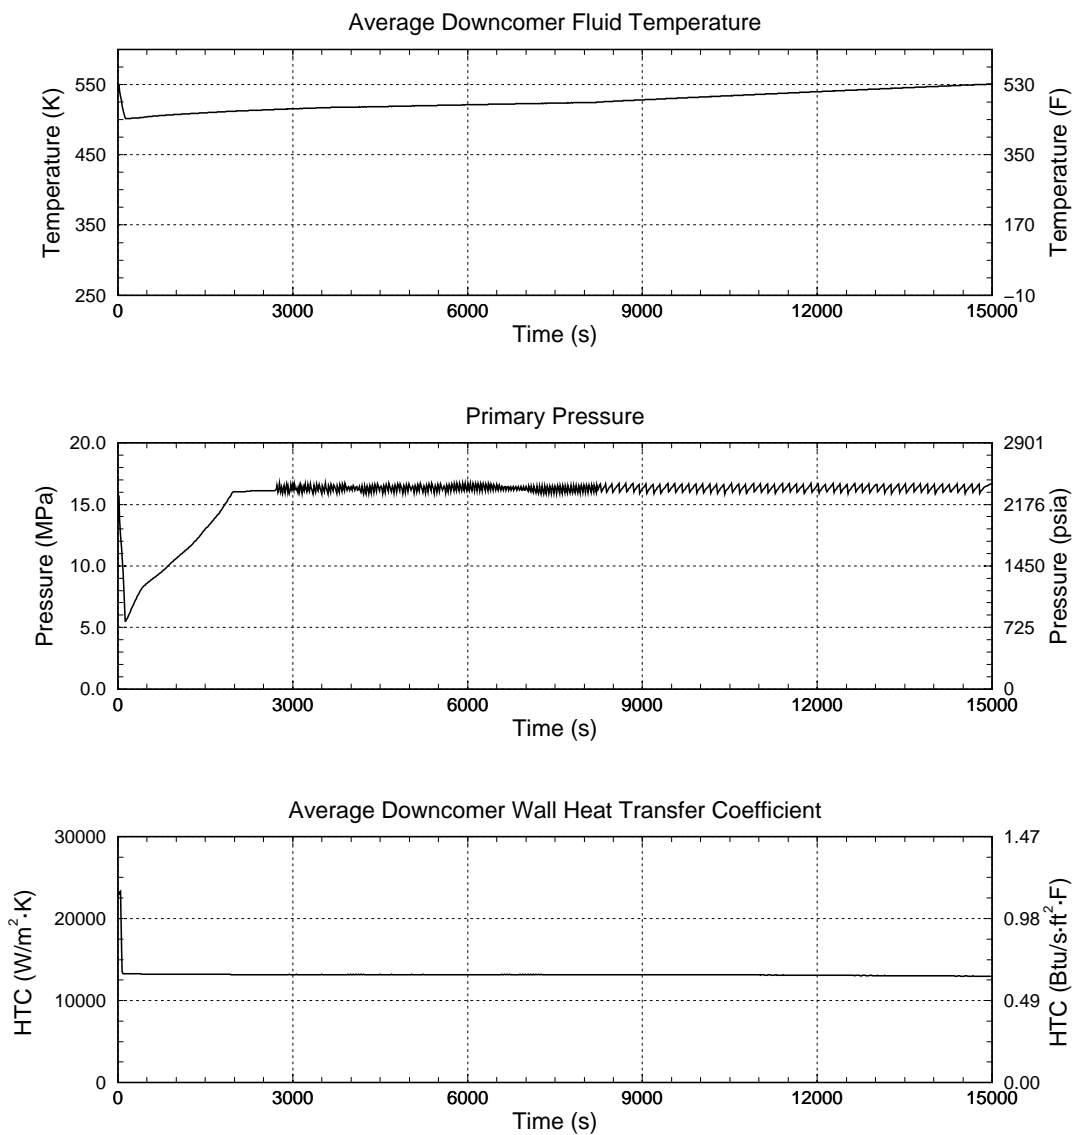 Average Downcomer Fluid Temperature
550 530
Temperature (K) Temperature (F)
450 350
350 170
250 −10
0 3000 6000 9000 12000 15000
Time (s)
Primary Pressure
20.0 2901
15.0 2176
Pressure (MPa) Pressure (psia)
10.0 1450
5.0 725
0.0 0
0 3000 6000 9000 12000 15000
Time (s)
Average Downcomer Wall Heat Transfer Coefficient
30000 1.47
20000 0.98
HTC (W/m²·K) HTC (Btu/s·ft²·F)
10000 0.49
0 0.00
0 3000 6000 9000 12000 15000
Time (s)